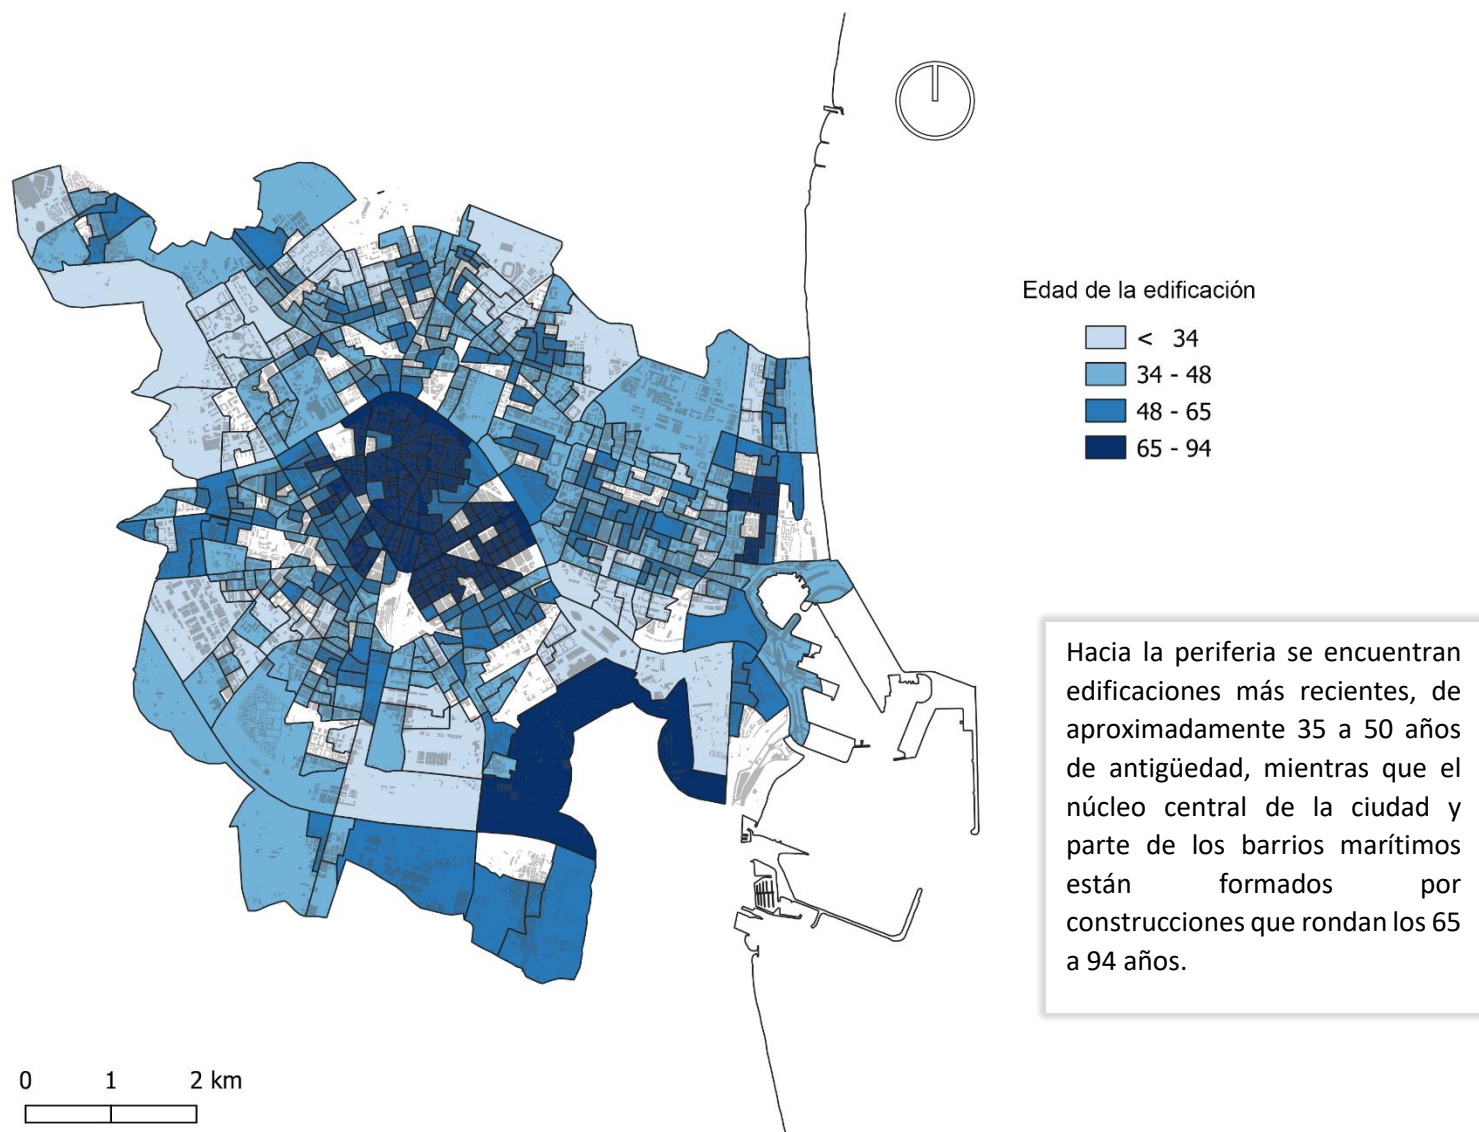 Edad de la edificación
< 34
34 - 48
48 - 65
65 - 94
Hacia la periferia se encuentran
edificaciones más recientes, de
aproximadamente 35 a 50 años
de antigüedad, mientras que el
núcleo central de la ciudad y
parte de los barrios marítimos
están formados por
construcciones que rondan los 65
a 94 años.
0 1 2 km